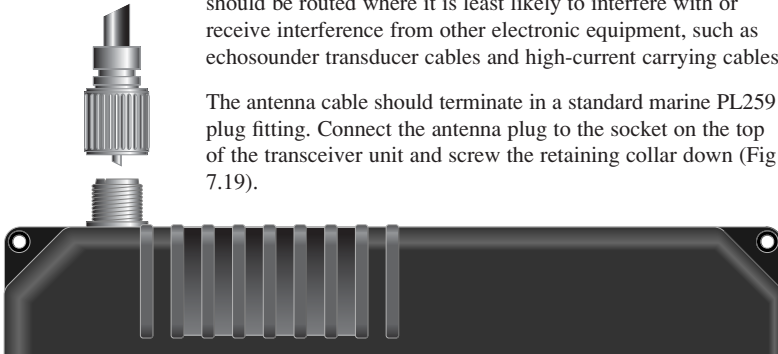 should be routed where it is least likely to interfere with or
receive interference from other electronic equipment, such as
echosounder transducer cables and high-current carrying cables
The antenna cable should terminate in a standard marine PL259
plug fitting. Connect the antenna plug to the socket on the top
of the transceiver unit and screw the retaining collar down (Fig
7.19).